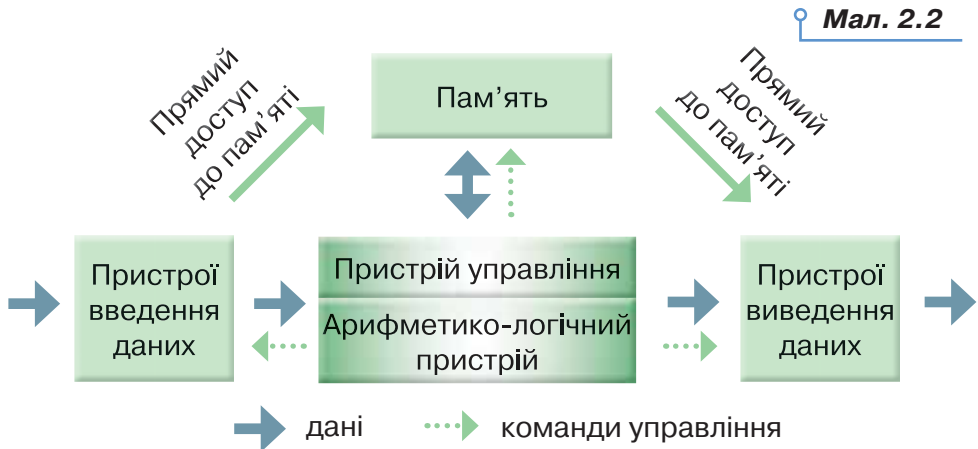 Мал. 2.2
Прямий
доступ
до пам’яті
Пам’ять
Прямий
доступ
до пам’яті
Пристрої
введення
даних
Пристрій управління
Арифметико-логічний
пристрій
Пристрої
виведення
даних
дані
команди управління